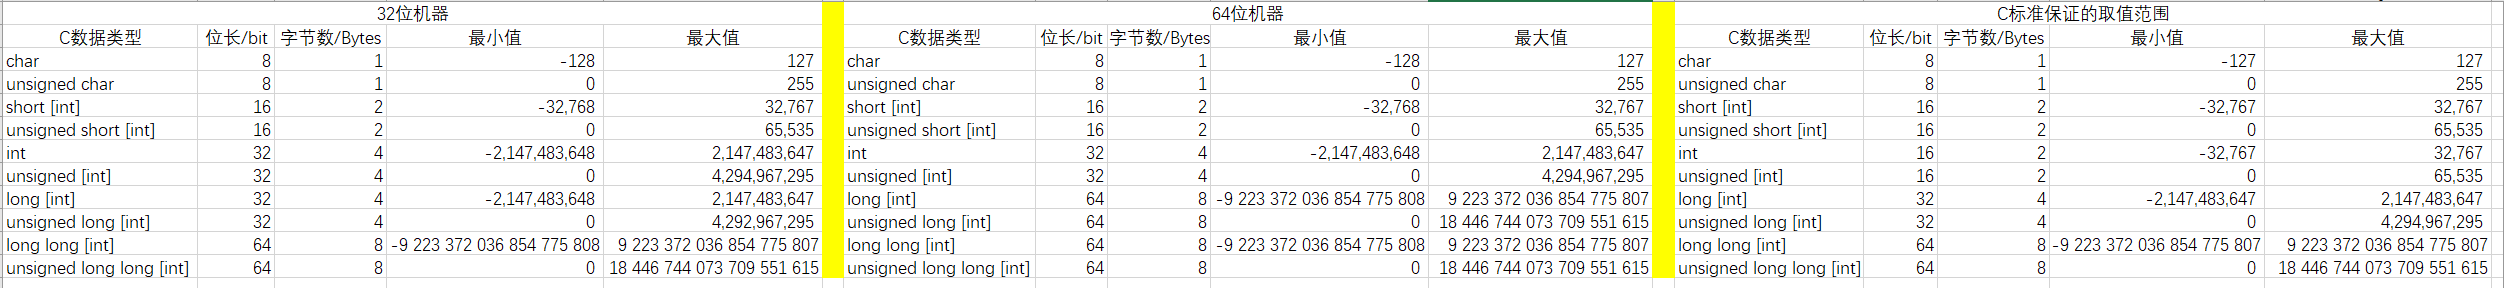 32位机器 64位机器 C标准保证的取值范围
C数据类型 位长/bit 字节数/Bytes 最小值 最大值 C数据类型 位长/bit 字节数/Bytes 最小值 最大值 C数据类型 位长/bit 字节数/Bytes 最小值 最大值
char 8 1 -128 127 char 8 1 -128 127 char 8 1 -127 127
unsigned char 8 1 0 255 unsigned char 8 1 0 255 unsigned char 8 1 0 255
short [int] 16 2 -32,768 32,767 short [int] 16 2 -32,768 32,767 short [int] 16 2 -32,767 32,767
unsigned short [int] 16 2 0 65,535 unsigned short [int] 16 2 0 65,535 unsigned short [int] 16 2 0 65,535
int 32 4 -2,147,483,648 2,147,483,647 int 32 4 -2,147,483,648 2,147,483,647 int 16 2 -32,767 32,767
unsigned [int] 32 4 0 4,294,967,295 unsigned [int] 32 4 0 4,294,967,295 unsigned [int] 16 2 0 65,535
long [int] 32 4 -2,147,483,648 2,147,483,647 long [int] 64 8 -9 223 372 036 854 775 808 9 223 372 036 854 775 807 long [int] 32 4 -2,147,483,647 2,147,483,647
unsigned long [int] 32 4 0 4,292,967,295 unsigned long [int] 64 8 0 18 446 744 073 709 551 615 unsigned long [int] 32 4 0 4,294,967,295
long long [int] 64 8 -9 223 372 036 854 775 808 9 223 372 036 854 775 807 long long [int] 64 8 -9 223 372 036 854 775 808 9 223 372 036 854 775 807 long long [int] 64 8 -9 223 372 036 854 775 807 9 223 372 036 854 775 807
unsigned long long [int] 64 8 0 18 446 744 073 709 551 615 unsigned long long [int] 64 8 0 18 446 744 073 709 551 615 unsigned long long [int] 64 8 0 18 446 744 073 709 551 615